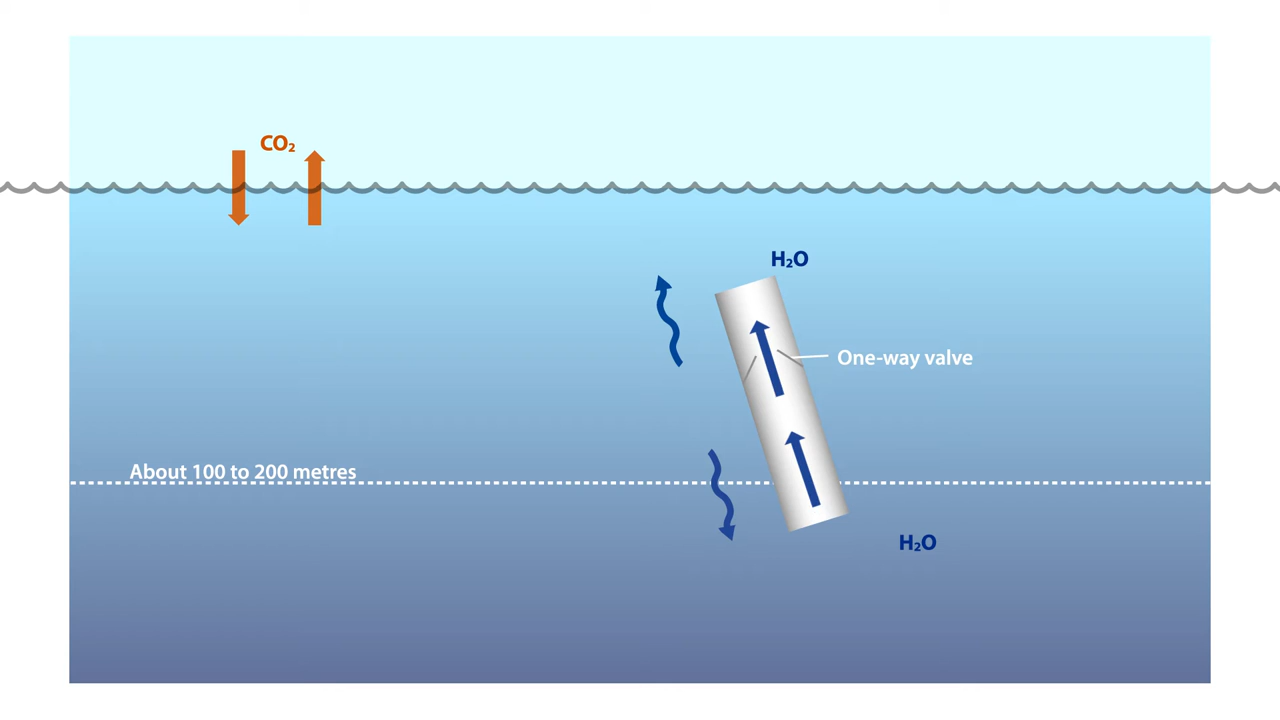 CO₂
H₂O
One-way valve
About 100 to 200 metres
H₂O